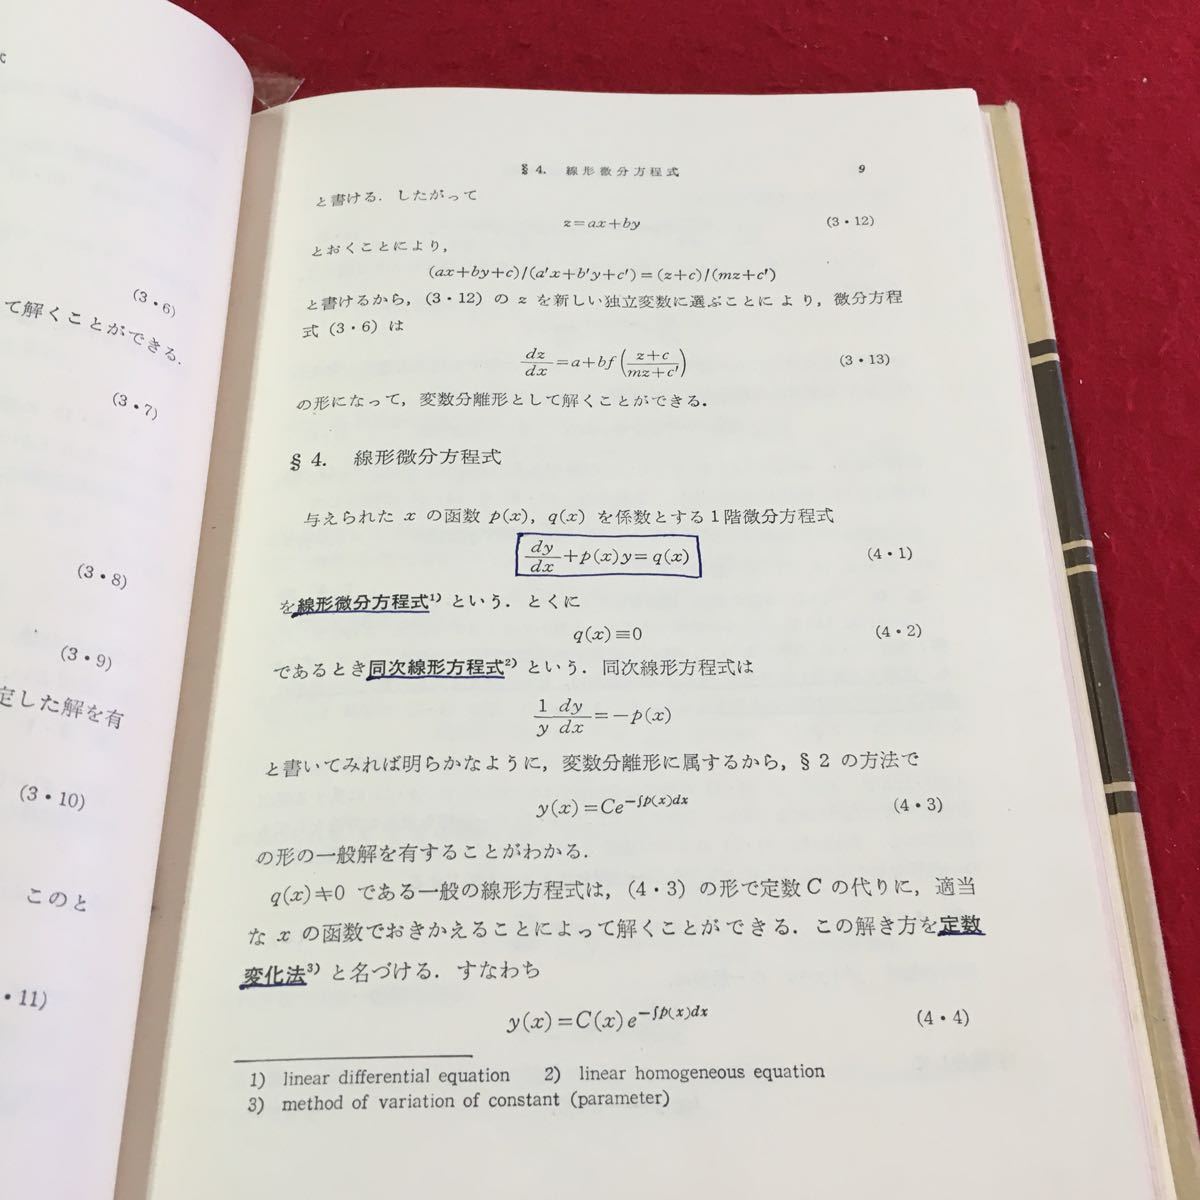 式
(3・6)
て解くことができる.
(3・7)
(3・8)
(3・9)
定した解を有
(3・10)
このと
・11)
§ 4. 線形微分方程式 9
と書ける．したがって
z=ax+by (3・12)
とおくことにより，
(ax+by+c)/(a′x+b′y+c′)=(z+c)/(mz+c′)
と書けるから，(3・12) の z を新しい独立変数に選ぶことにより，微分方程
式 (3・6) は
dz/dx=a+bf((z+c)/(mz+c′)) (3・13)
の形になって，変数分離形として解くことができる．
§ 4. 線形微分方程式
与えられた x の函数 p(x), q(x) を係数とする 1 階微分方程式
dy/dx+p(x)y=q(x) (4・1)
を線形微分方程式1) という．とくに
q(x)≡0 (4・2)
であるとき同次線形方程式2) という．同次線形方程式は
1/y dy/dx=−p(x)
と書いてみれば明らかなように，変数分離形に属するから，§ 2 の方法で
y(x)=Ce^{−∫p(x)dx} (4・3)
の形の一般解を有することがわかる．
q(x)≠0 である一般の線形方程式は，(4・3) の形で定数 C の代りに，適当
な x の函数でおきかえることによって解くことができる．この解き方を定数
変化法3) と名づける．すなわち
y(x)=C(x)e^{−∫p(x)dx} (4・4)
1) linear differential equation 2) linear homogeneous equation
3) method of variation of constant (parameter)